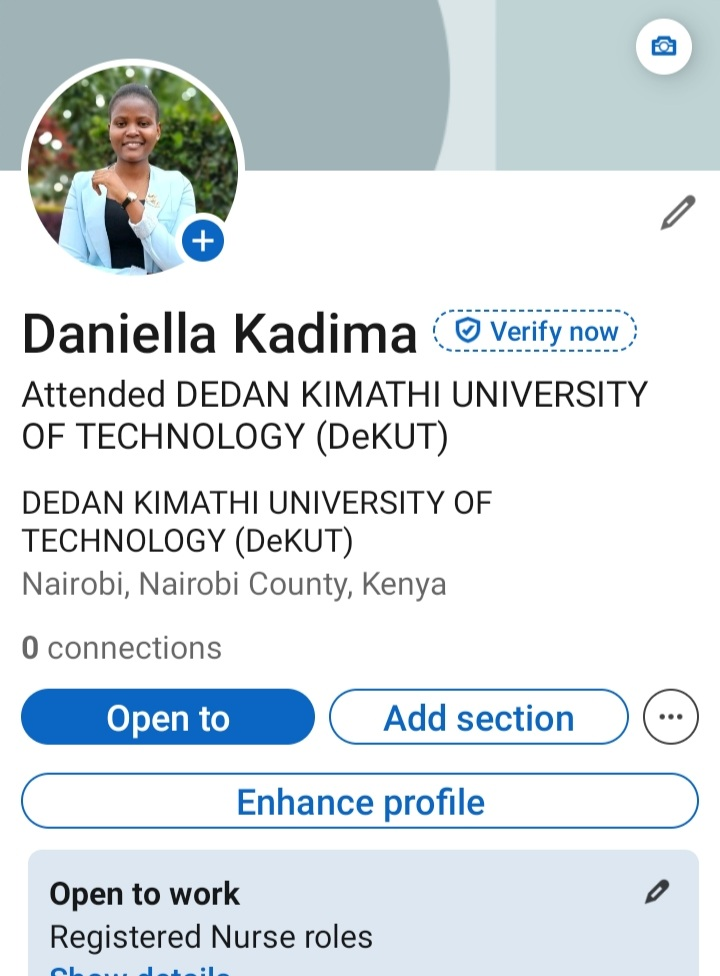 Daniella Kadima
Verify now
Attended DEDAN KIMATHI UNIVERSITY
OF TECHNOLOGY (DeKUT)
DEDAN KIMATHI UNIVERSITY OF
TECHNOLOGY (DeKUT)
Nairobi, Nairobi County, Kenya
0 connections
Open to
Add section
Enhance profile
Open to work
Registered Nurse roles
Show details